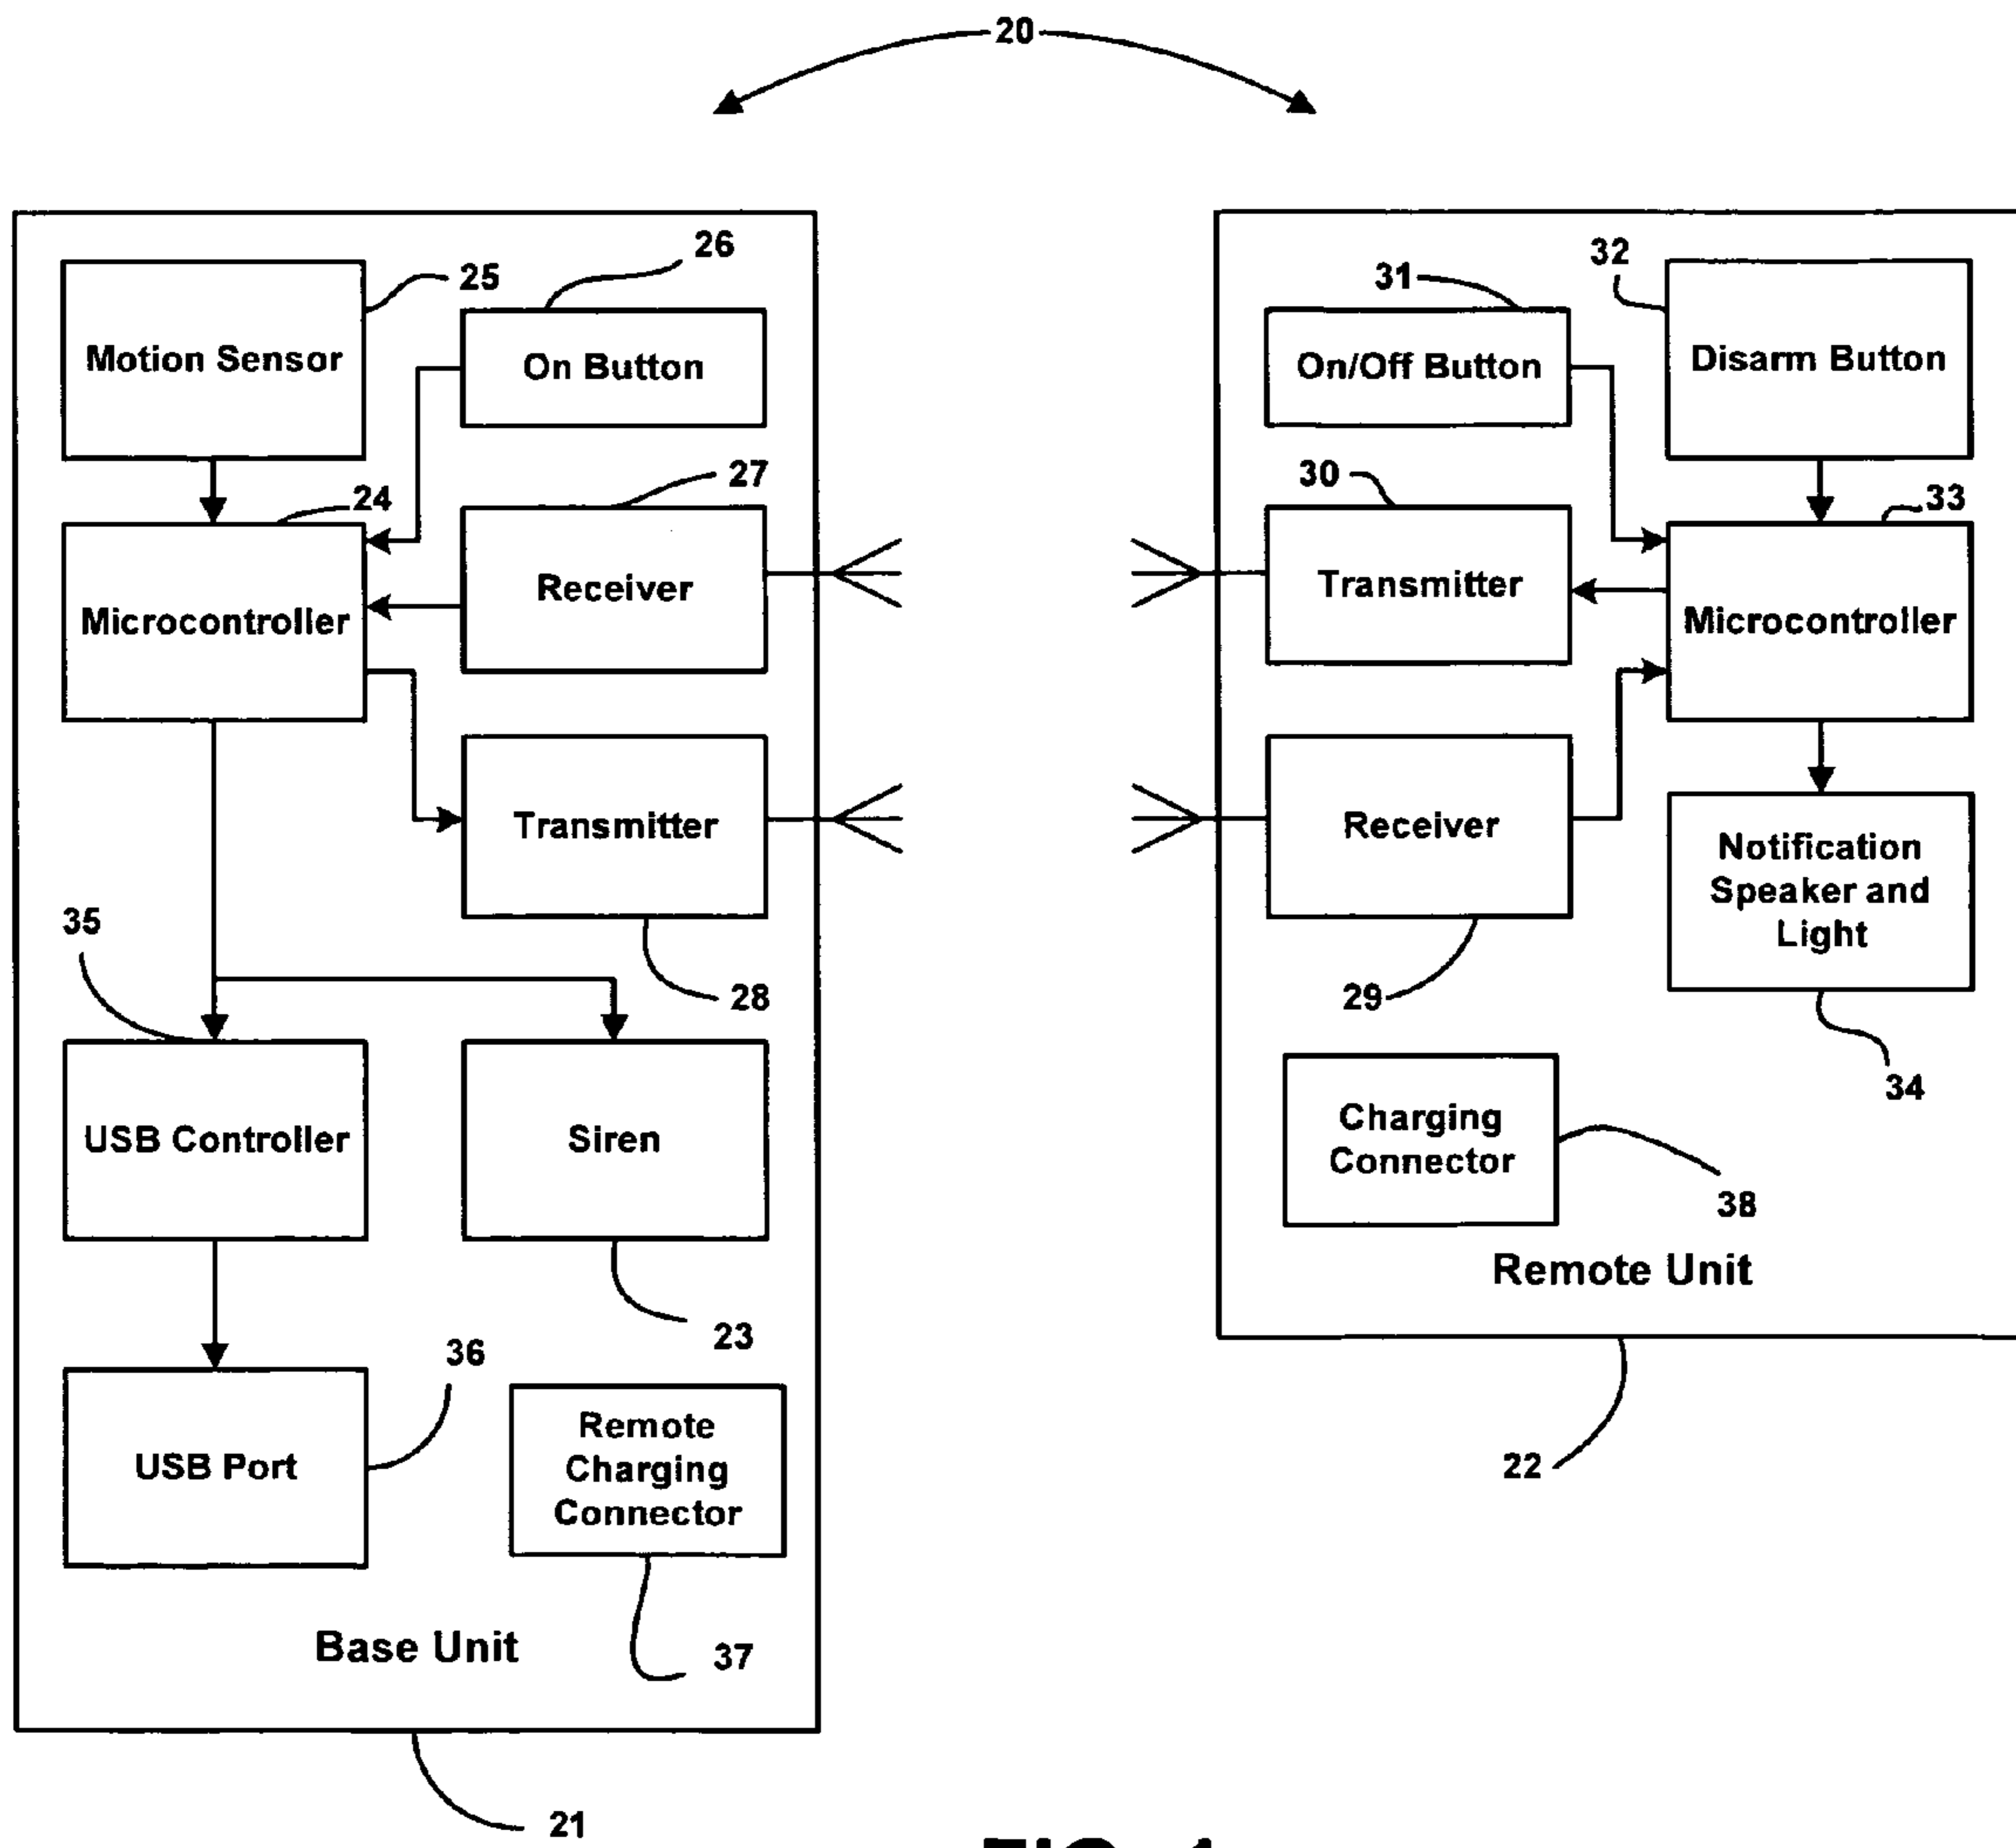 20
26
25
Motion Sensor
On Button
24
27
Microcontroller
Receiver
Transmitter
35
28
USB Controller
Siren
23
36
USB Port
Remote
Charging
Connector
Base Unit
37
21
32
31
On/Off Button
Disarm Button
30
33
Transmitter
Microcontroller
Receiver
Notification
Speaker and
Light
29
34
Charging
Connector
38
Remote Unit
22
FIG. 1